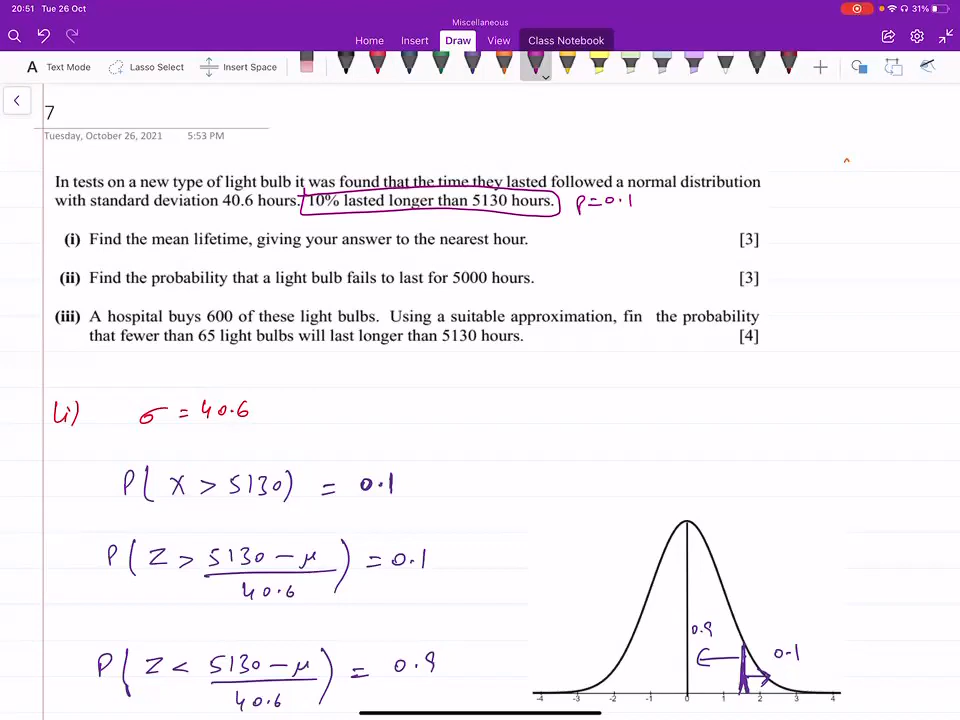 20:51 Tue 26 Oct
31%
Miscellaneous
Home Insert Draw View Class Notebook
A Text Mode Lasso Select Insert Space
7
Tuesday, October 26, 2021 5:53 PM
In tests on a new type of light bulb it was found that the time they lasted followed a normal distribution
with standard deviation 40.6 hours. 10% lasted longer than 5130 hours. P=0.1
(i) Find the mean lifetime, giving your answer to the nearest hour. [3]
(ii) Find the probability that a light bulb fails to last for 5000 hours. [3]
(iii) A hospital buys 600 of these light bulbs. Using a suitable approximation, fin the probability
that fewer than 65 light bulbs will last longer than 5130 hours. [4]
(i) σ = 40.6
P( X > 5130) = 0.1
P( Z > (5130 - μ)/40.6 ) = 0.1
P( Z < (5130 - μ)/40.6 ) = 0.9
0.9
0.1
-4 -3 -2 -1 0 1 2 3 4